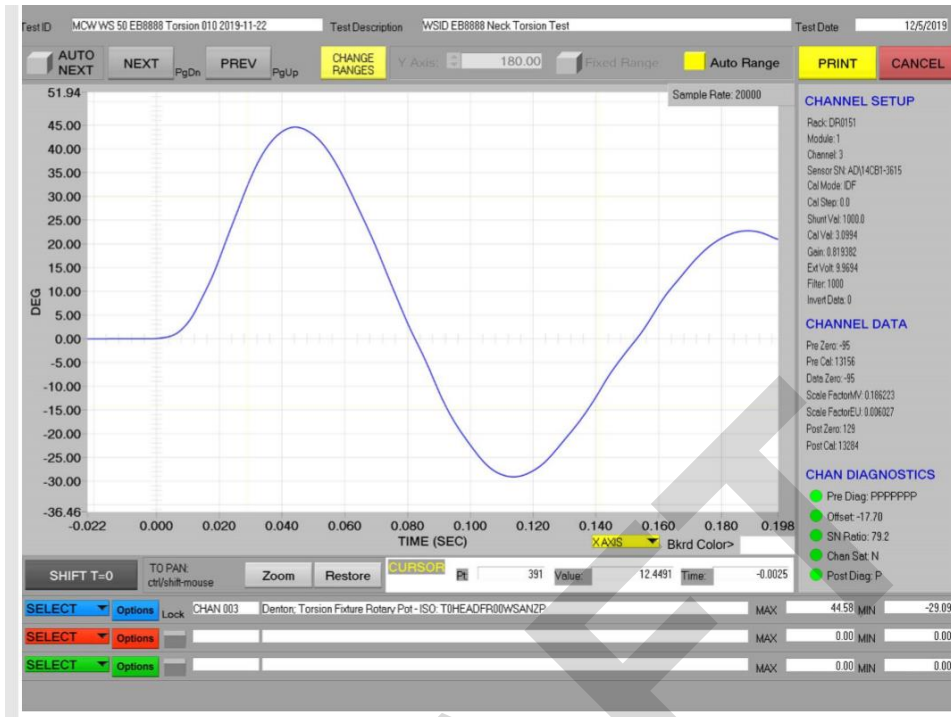 Test ID MCW WS 50 EB8888 Torsion 010 2019-11-22 Test Description WSID EB8888 Neck Torsion Test Test Date 12/5/2019
AUTO NEXT NEXT PgDn PREV PgUp CHANGE RANGES Y Axis: 180.00 Fixed Range Auto Range PRINT CANCEL
Sample Rate: 20000
51.94
45.00
40.00
35.00
30.00
25.00
20.00
15.00
10.00
5.00
0.00
-5.00
-10.00
-15.00
-20.00
-25.00
-30.00
-36.46
DEG
-0.022 0.000 0.020 0.040 0.060 0.080 0.100 0.120 0.140 0.160 0.180 0.198
TIME (SEC)
X AXIS Bkrd Color>
CHANNEL SETUP
Rack: DR0151
Module: 1
Channel: 3
Sensor SN: AD\14CB1-3615
Cal Mode: IDF
Cal Step: 0.0
Shunt Val: 1000.0
Cal Val: 3.0994
Gain: 0.819382
Ext Volt: 9.9694
Filter: 1000
Invert Data: 0
CHANNEL DATA
Pre Zero: -95
Pre Cal: 13156
Data Zero: -95
Scale FactorMV: 0.186223
Scale FactorEU: 0.006027
Post Zero: 129
Post Cal: 13284
CHAN DIAGNOSTICS
Pre Diag: PPPPPPP
Offset: -17.70
SN Ratio: 79.2
Chan Sat: N
Post Diag: P
SHIFT T=0 TO PAN: ctrl/shift-mouse Zoom Restore CURSOR Pt: 391 Value: 12.4491 Time: -0.0025
SELECT Options Lock CHAN 003 Denton; Torsion Fixture Rotary Pot - ISO: T0HEADFR00WSANZP MAX 44.58 MIN -29.09
SELECT Options MAX 0.00 MIN 0.00
SELECT Options MAX 0.00 MIN 0.00